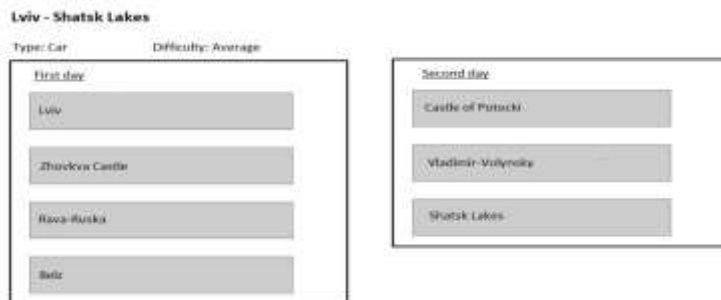 Lviv - Shatsk Lakes
Type: Car Difficulty: Average
First day
Lviv
Zhovkva Castle
Rava-Ruska
Belz
Second day
Castle of Potocki
Vladimir-Volynsky
Shatsk Lakes